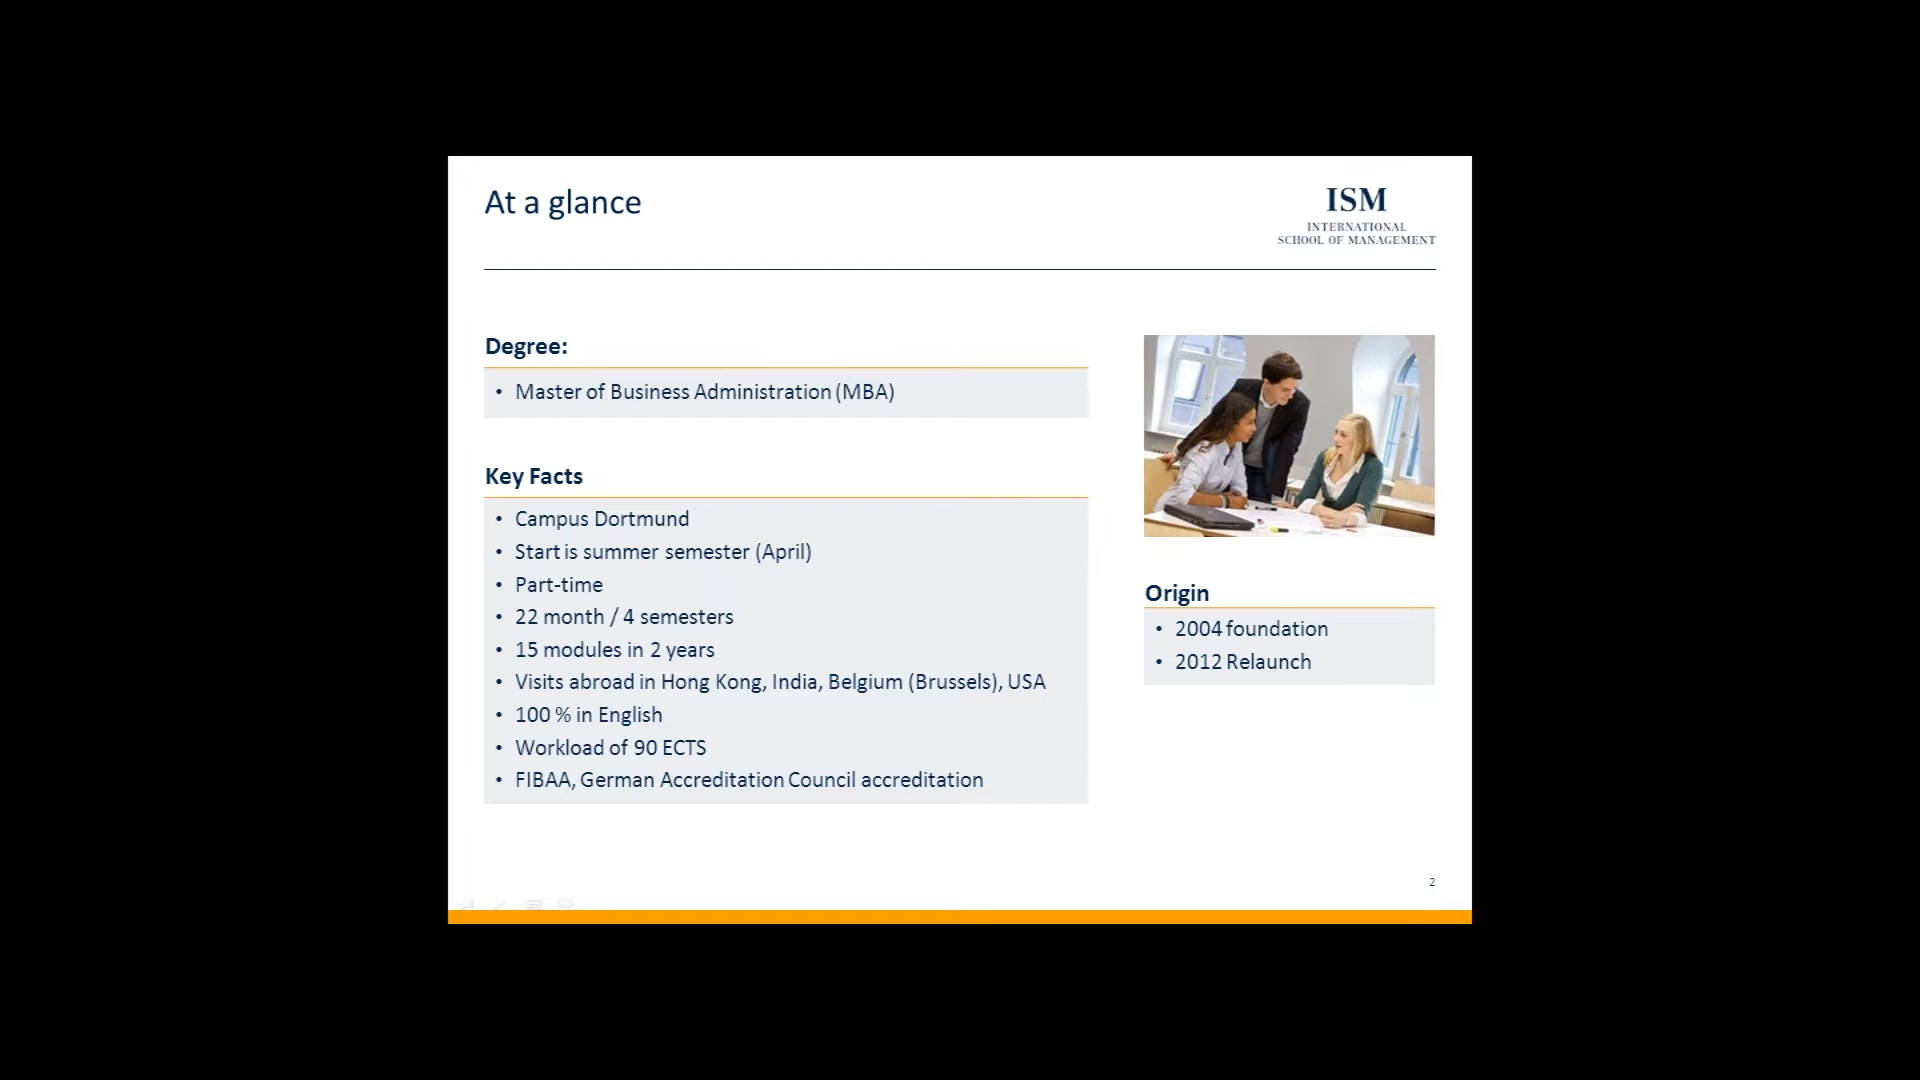 At a glance
ISM
INTERNATIONAL
SCHOOL OF MANAGEMENT
Degree:
• Master of Business Administration (MBA)
Key Facts
• Campus Dortmund
• Start is summer semester (April)
• Part-time
• 22 month / 4 semesters
• 15 modules in 2 years
• Visits abroad in Hong Kong, India, Belgium (Brussels), USA
• 100 % in English
• Workload of 90 ECTS
• FIBAA, German Accreditation Council accreditation
Origin
• 2004 foundation
• 2012 Relaunch
2